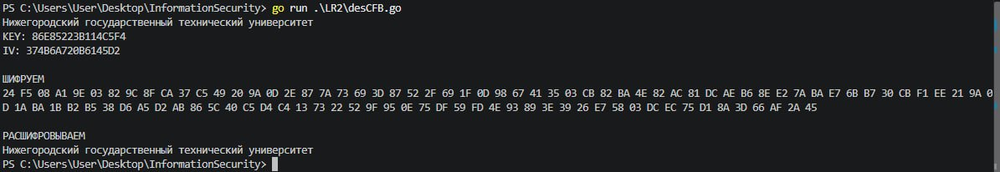 PS C:\Users\User\Desktop\InformationSecurity> go run .\LR2\desCFB.go
Нижегородский государственный технический университет
KEY: 86E85223B114C5F4
IV: 374B6A720B6145D2
ШИФРУЕМ
24 F5 08 A1 9E 03 82 9C 8F CA 37 C5 49 20 9A 0D 2E 87 7A 73 69 3D 87 52 2F 69 1F 0D 98 67 41 35 03 CB 82 BA 4E 82 AC 81 DC AE B6 8E E2 7A BA E7 6B B7 30 CB F1 EE 21 9A 0
D 1A BA 1B B2 B5 38 D6 A5 D2 AB 86 5C 40 C5 D4 C4 13 73 22 52 9F 95 0E 75 DF 59 FD 4E 93 89 3E 39 26 E7 58 03 DC EC 75 D1 8A 3D 66 AF 2A 45
РАСШИФРОВЫВАЕМ
Нижегородский государственный технический университет
PS C:\Users\User\Desktop\InformationSecurity>